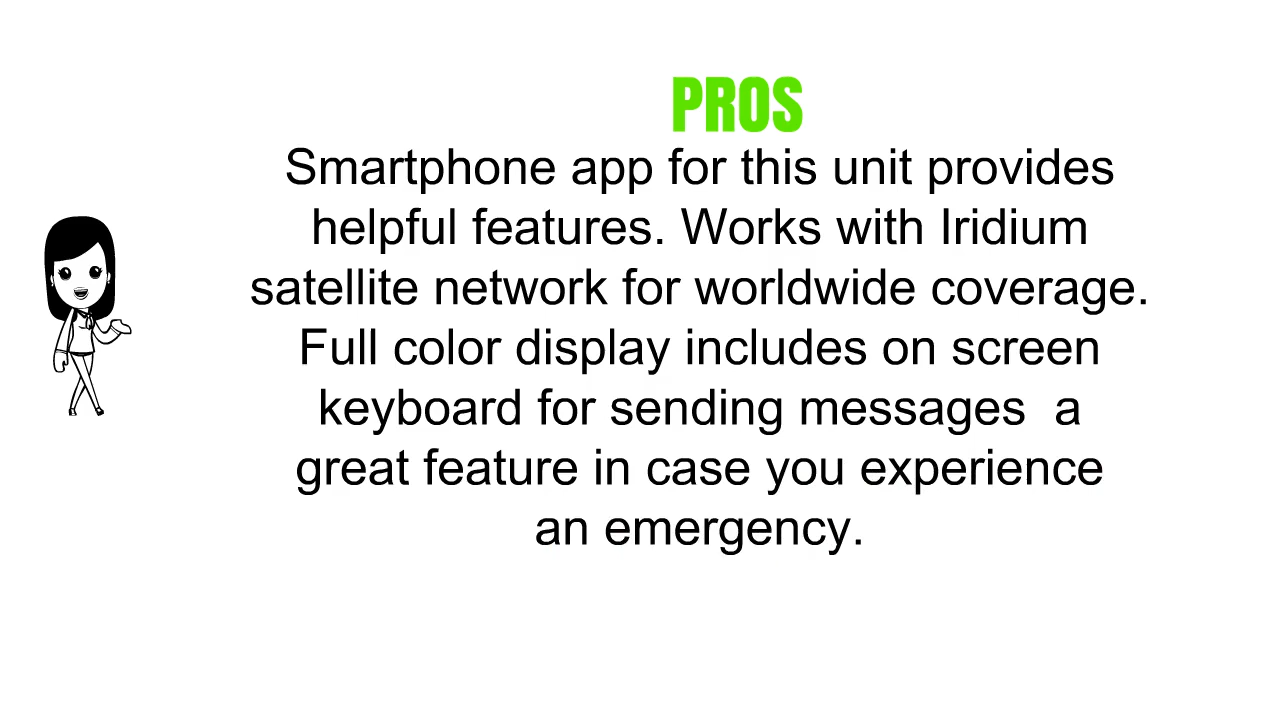 PROS
Smartphone app for this unit provides
helpful features. Works with Iridium
satellite network for worldwide coverage.
Full color display includes on screen
keyboard for sending messages  a
great feature in case you experience
an emergency.